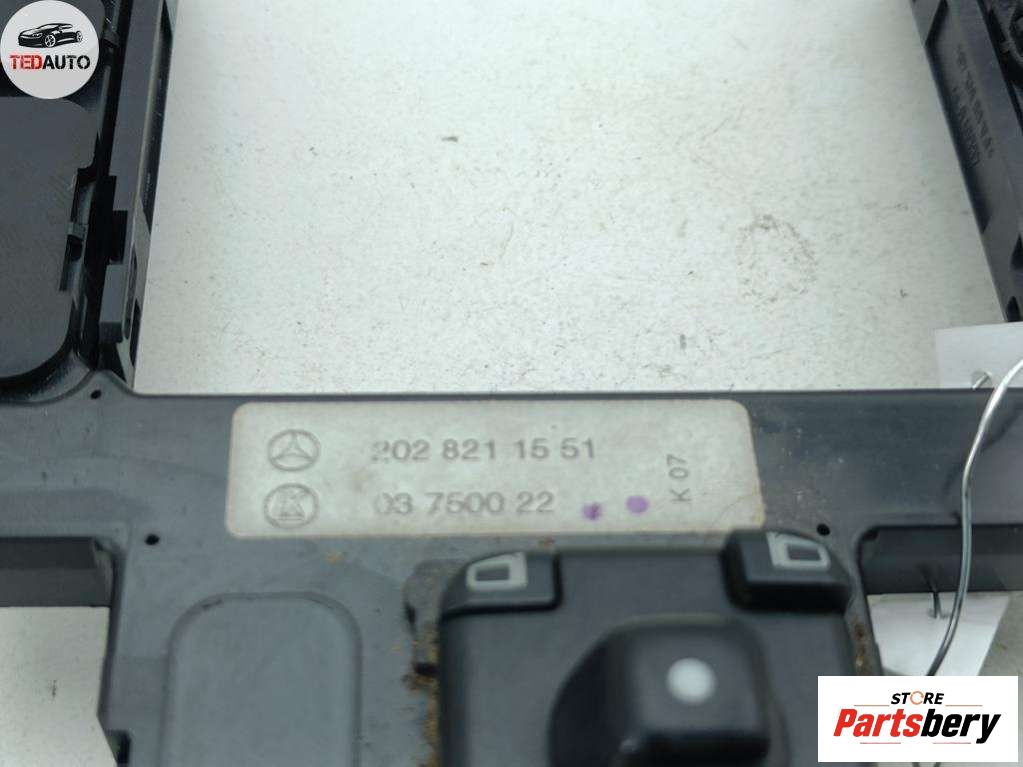 TEDAUTO
202 821 15 51
03 7500 22
K 07
STORE
Partsbery